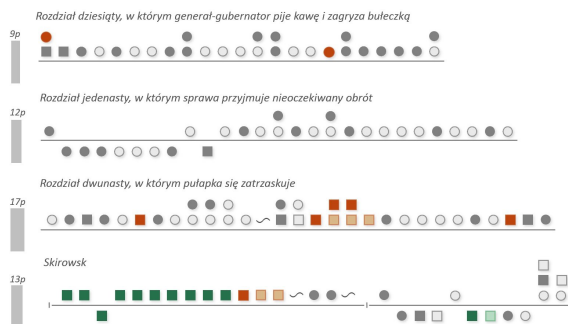 Rozdział dziesiąty, w którym generał-gubernator pije kawę i zagryza bułeczką
9p
Rozdział jedenasty, w którym sprawa przyjmuje nieoczekiwany obrót
12p
Rozdział dwunasty, w którym pułapka się zatrzaskuje
17p
Skirowsk
13p